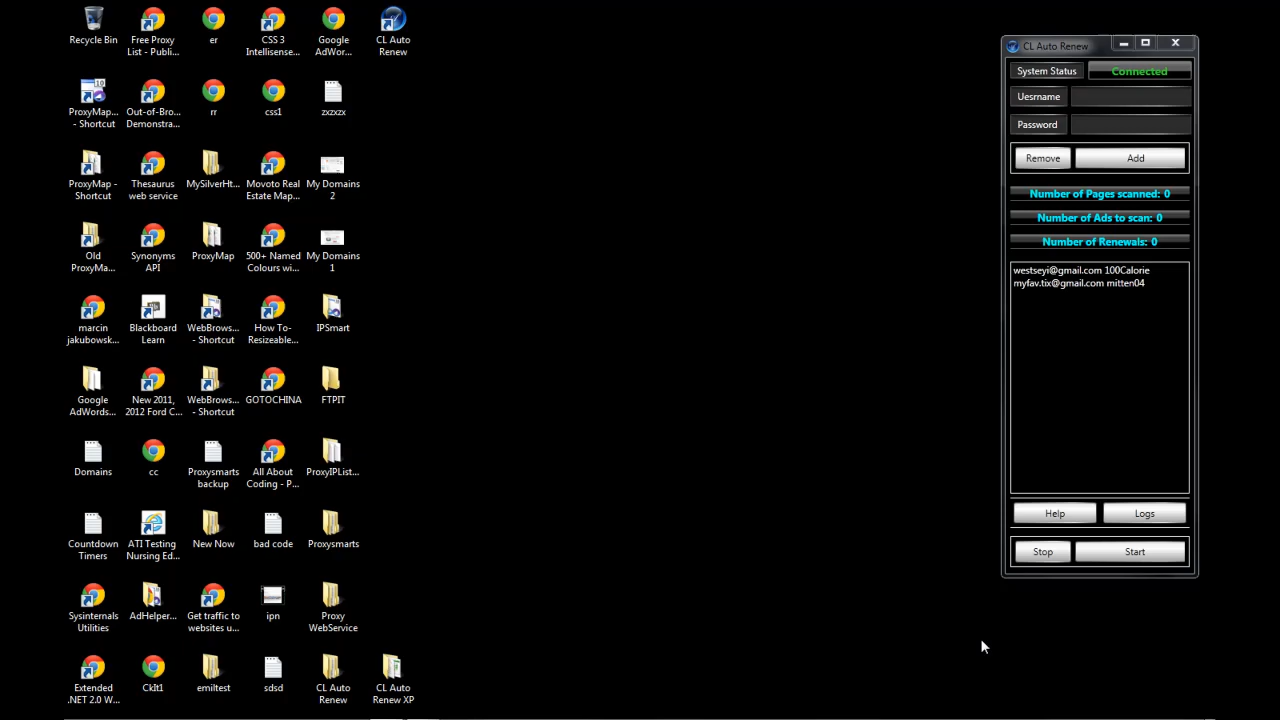 Recycle Bin
Free Proxy
List - Publi...
er
CSS 3
Intellisense...
Google
AdWor...
CL Auto
Renew
ProxyMap...
- Shortcut
Out-of-Bro...
Demonstra...
rr
css1
zxzxzx
ProxyMap -
Shortcut
Thesaurus
web service
MySilverHt...
Movoto Real
Estate Map...
My Domains
2
Old
ProxyMa...
Synonyms
API
ProxyMap
500+ Named
Colours wi...
My Domains
1
marcin
jakubowsk...
Blackboard
Learn
WebBrows...
- Shortcut
How To-
Resizeable...
IPSmart
Google
AdWords...
New 2011,
2012 Ford C...
WebBrows...
- Shortcut
GOTOCHINA
FTPIT
Domains
cc
Proxysmarts
backup
All About
Coding - P...
ProxyIPList...
Countdown
Timers
ATI Testing
Nursing Ed...
New Now
bad code
Proxysmarts
Sysinternals
Utilities
AdHelper...
Get traffic to
websites u...
ipn
Proxy
WebService
Extended
.NET 2.0 W...
CkIt1
emiltest
sdsd
CL Auto
Renew
CL Auto
Renew XP
CL Auto Renew
System Status
Connected
Uesrname
Password
Remove
Add
Number of Pages scanned: 0
Number of Ads to scan: 0
Number of Renewals: 0
westseyi@gmail.com 100Calorie
myfav.tix@gmail.com mitten04
Help
Logs
Stop
Start